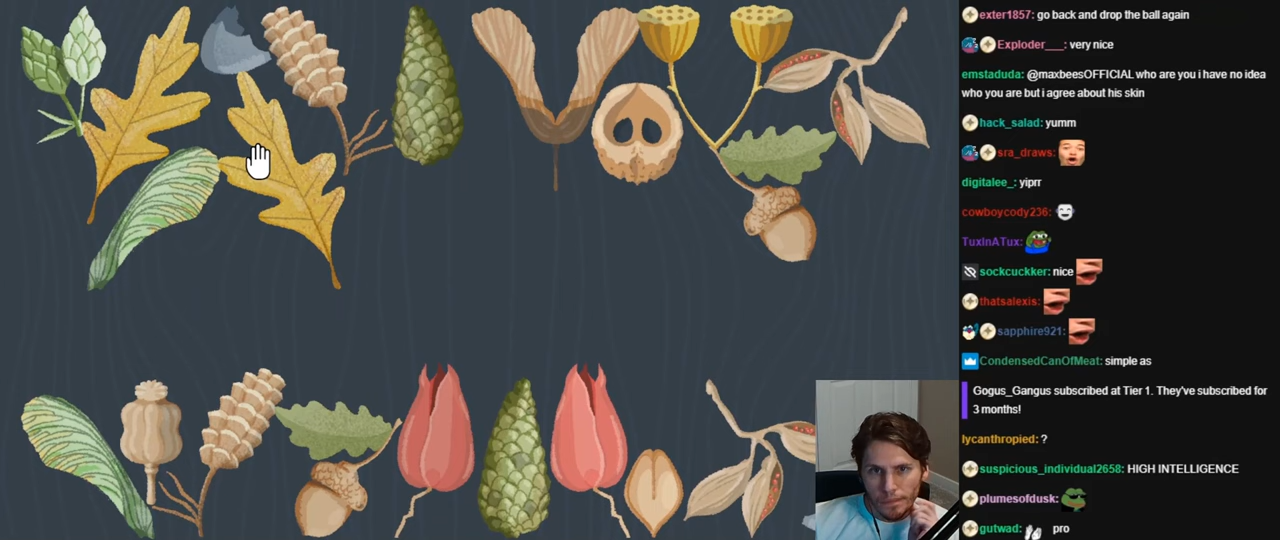 exter1857: go back and drop the ball again
Exploder___: very nice
emstaduda: @maxbeesOFFICIAL who are you i have no idea
who you are but i agree about his skin
hack_salad: yumm
sra_draws:
digitalee_: yiprr
cowboycody236:
TuxInATux:
sockcuckker: nice
thatsalexis:
sapphire921:
CondensedCanOfMeat: simple as
Gogus_Gangus subscribed at Tier 1. They've subscribed for
3 months!
lycanthropied: ?
suspicious_individual2658: HIGH INTELLIGENCE
plumesofdusk:
gutwad: pro